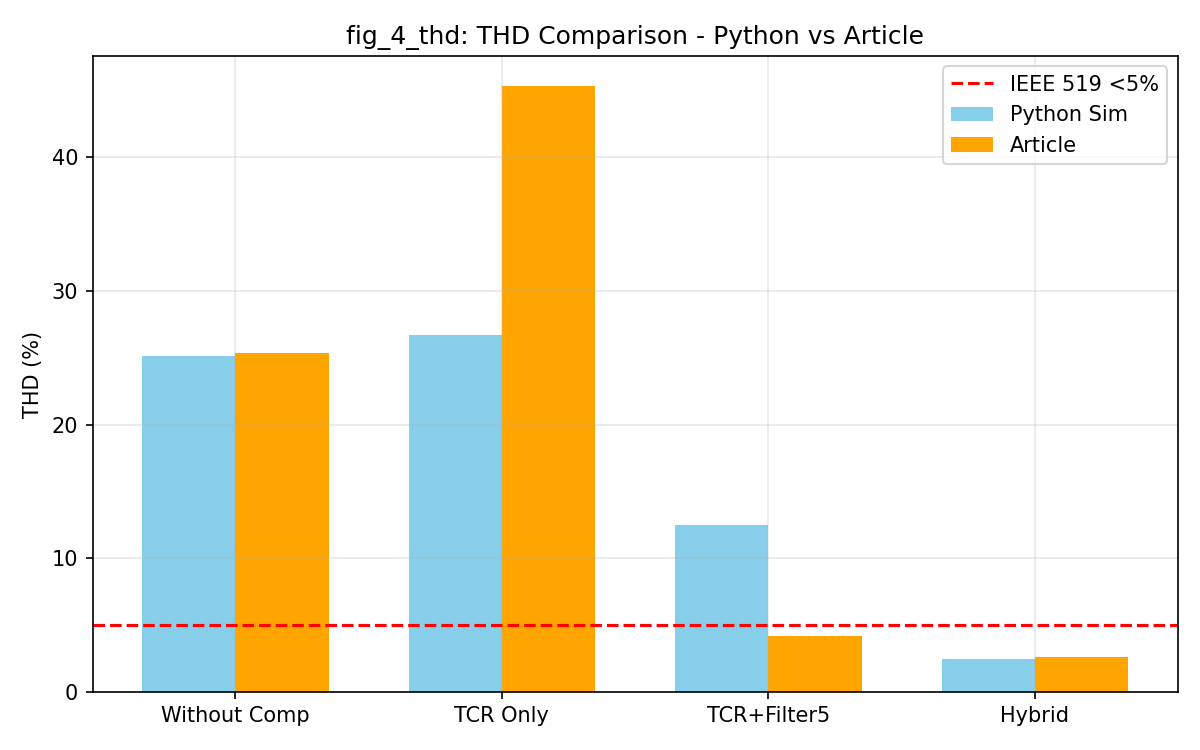 fig_4_thd: THD Comparison - Python vs Article
IEEE 519 <5%
Python Sim
Article
THD (%)
40
30
20
10
0
Without Comp
TCR Only
TCR+Filter5
Hybrid